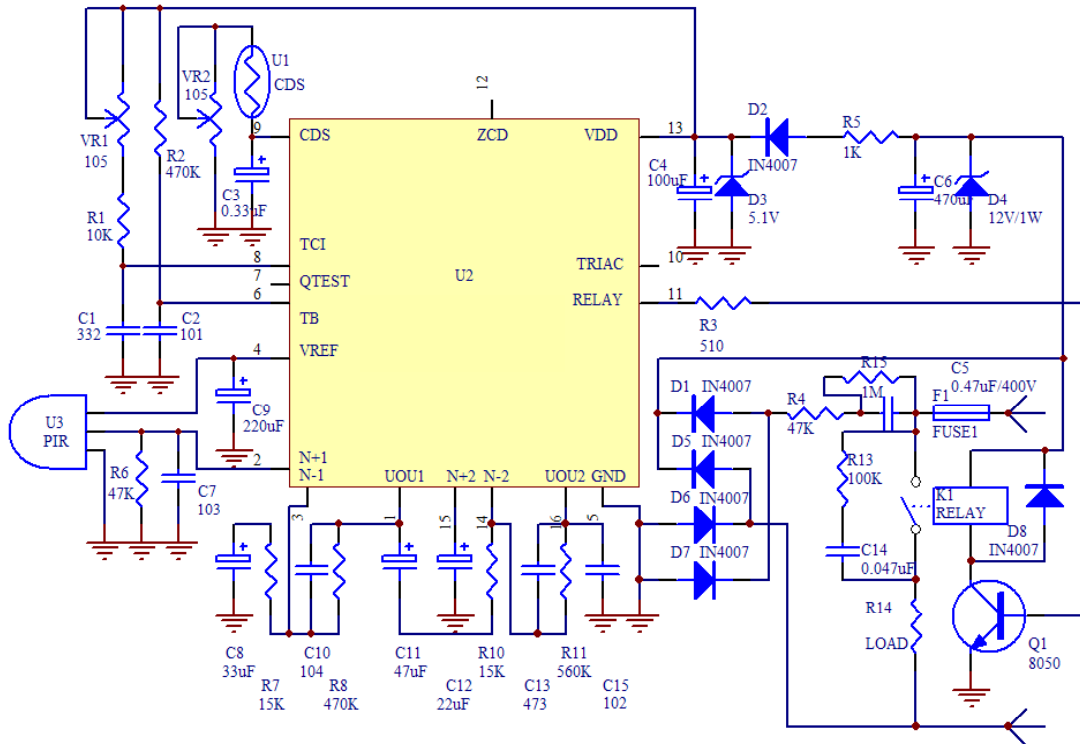 VR1
105
R2
470K
VR2
105
U1
CDS
C3
0.33uF
R1
10K
C1
332
C2
101
9
8
7
6
4
2
12
CDS
ZCD
VDD
TCI
QTEST
TB
VREF
N+1
N-1
U2
TRIAC
RELAY
UOU1
N+2
N-2
UOU2
GND
13
10
11
3
1
15
14
16
5
C4
100uF
D2
IN4007
D3
5.1V
R5
1K
C6
470uF
D4
12V/1W
R3
510
U3
PIR
C9
220uF
R6
47K
C7
103
D1
IN4007
D5
IN4007
D6
IN4007
D7
IN4007
R4
47K
R15
1M
C5
0.47uF/400V
F1
FUSE1
R13
100K
C14
0.047uF
K1
RELAY
D8
IN4007
R14
LOAD
Q1
8050
C8
33uF
R7
15K
C10
104
R8
470K
C11
47uF
C12
22uF
R10
15K
C13
473
R11
560K
C15
102